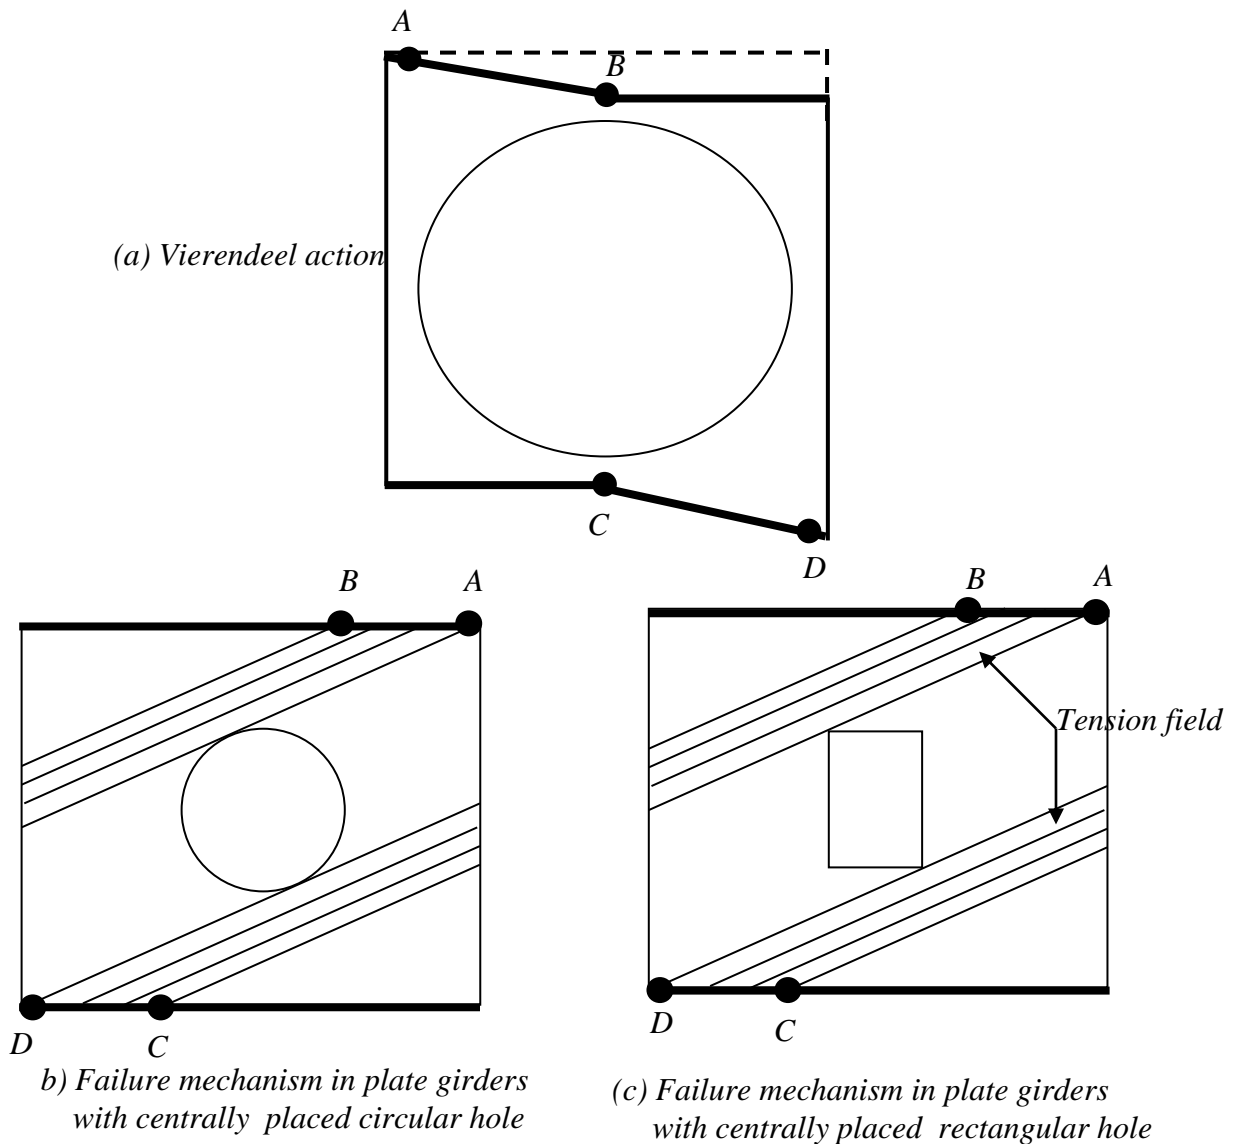 A
B
(a) Vierendeel action
C
D
B
A
B
A
Tension field
D
C
D
C
b) Failure mechanism in plate girders
with centrally placed circular hole
(c) Failure mechanism in plate girders
with centrally placed rectangular hole